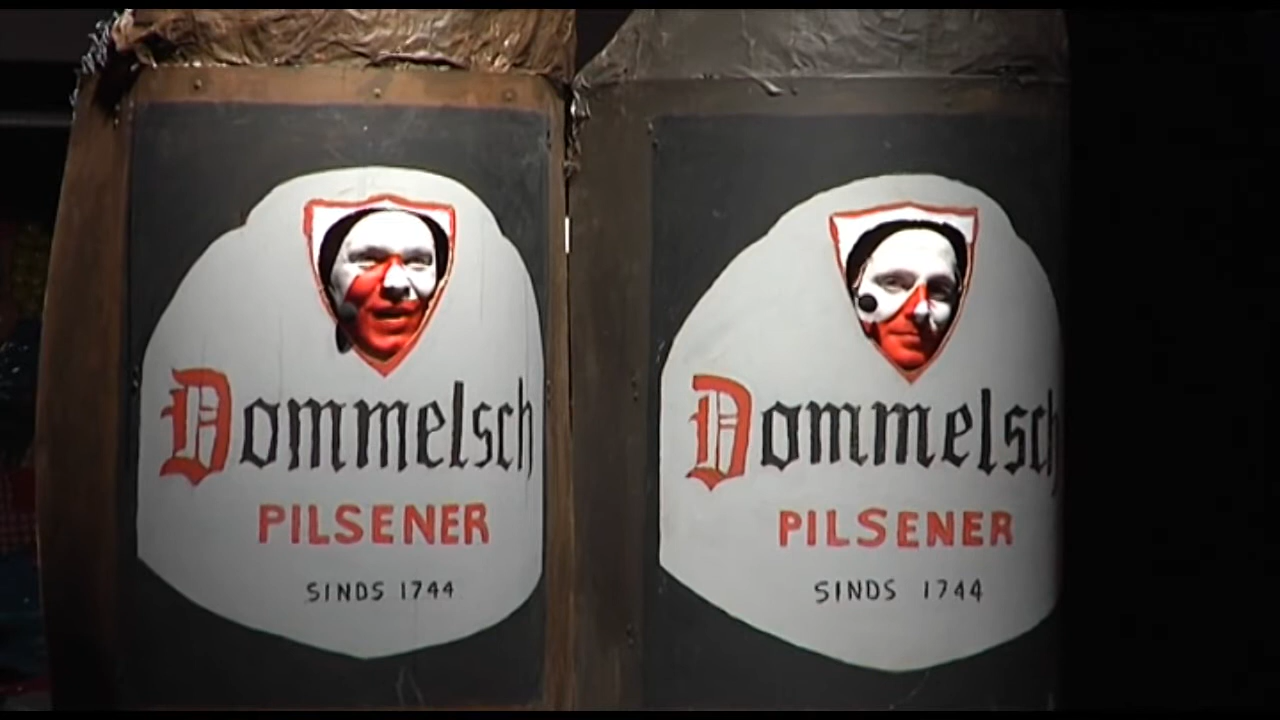 Dommelsch
PILSENER
SINDS 1744
Dommelsch
PILSENER
SINDS 1744